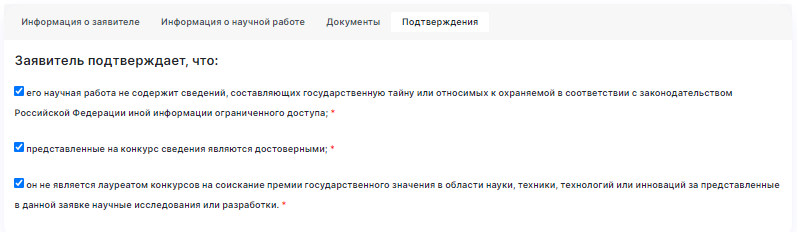 Информация о заявителе Информация о научной работе Документы Подтверждения
Заявитель подтверждает, что:
его научная работа не содержит сведений, составляющих государственную тайну или относимых к охраняемой в соответствии с законодательством
Российской Федерации иной информации ограниченного доступа; *
представленные на конкурс сведения являются достоверными; *
он не является лауреатом конкурсов на соискание премии государственного значения в области науки, техники, технологий или инноваций за представленные
в данной заявке научные исследования или разработки. *